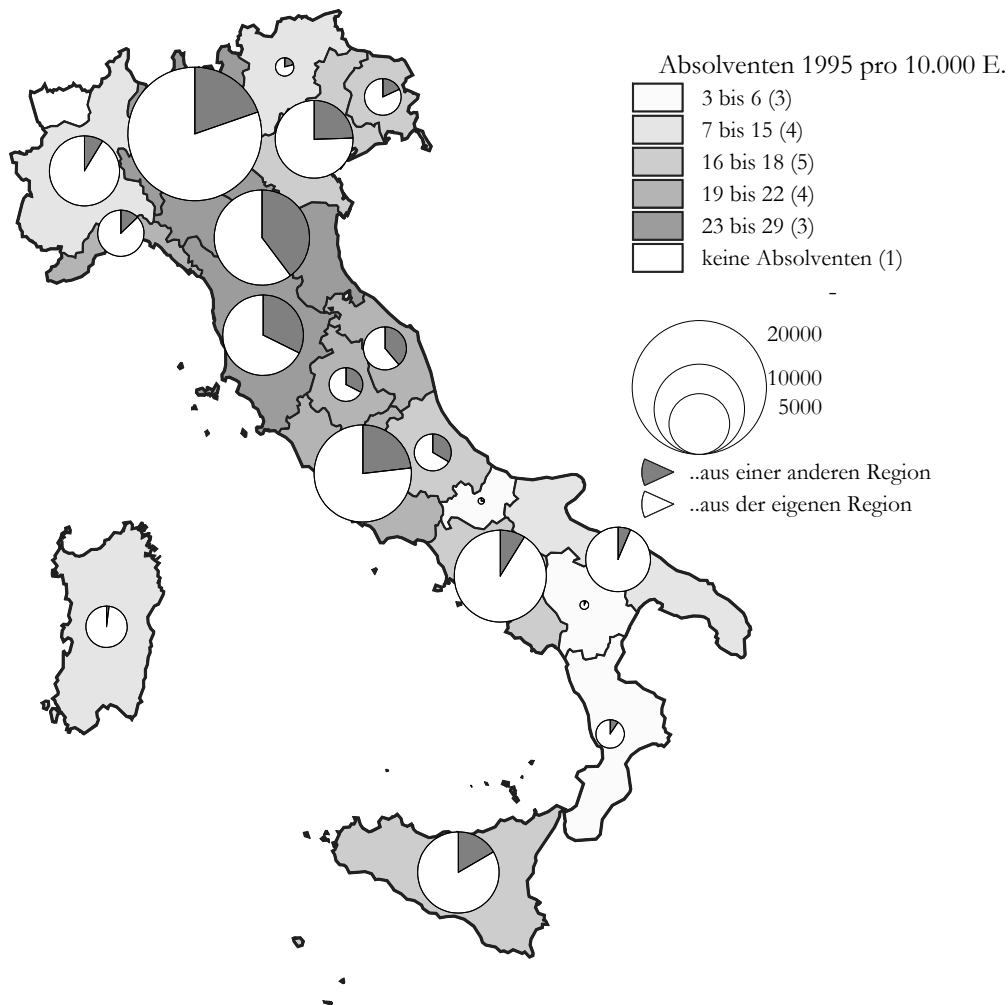 Absolventen 1995 pro 10.000 E.
3 bis 6 (3)
7 bis 15 (4)
16 bis 18 (5)
19 bis 22 (4)
23 bis 29 (3)
keine Absolventen (1)
-
20000
10000
5000
..aus einer anderen Region
..aus der eigenen Region